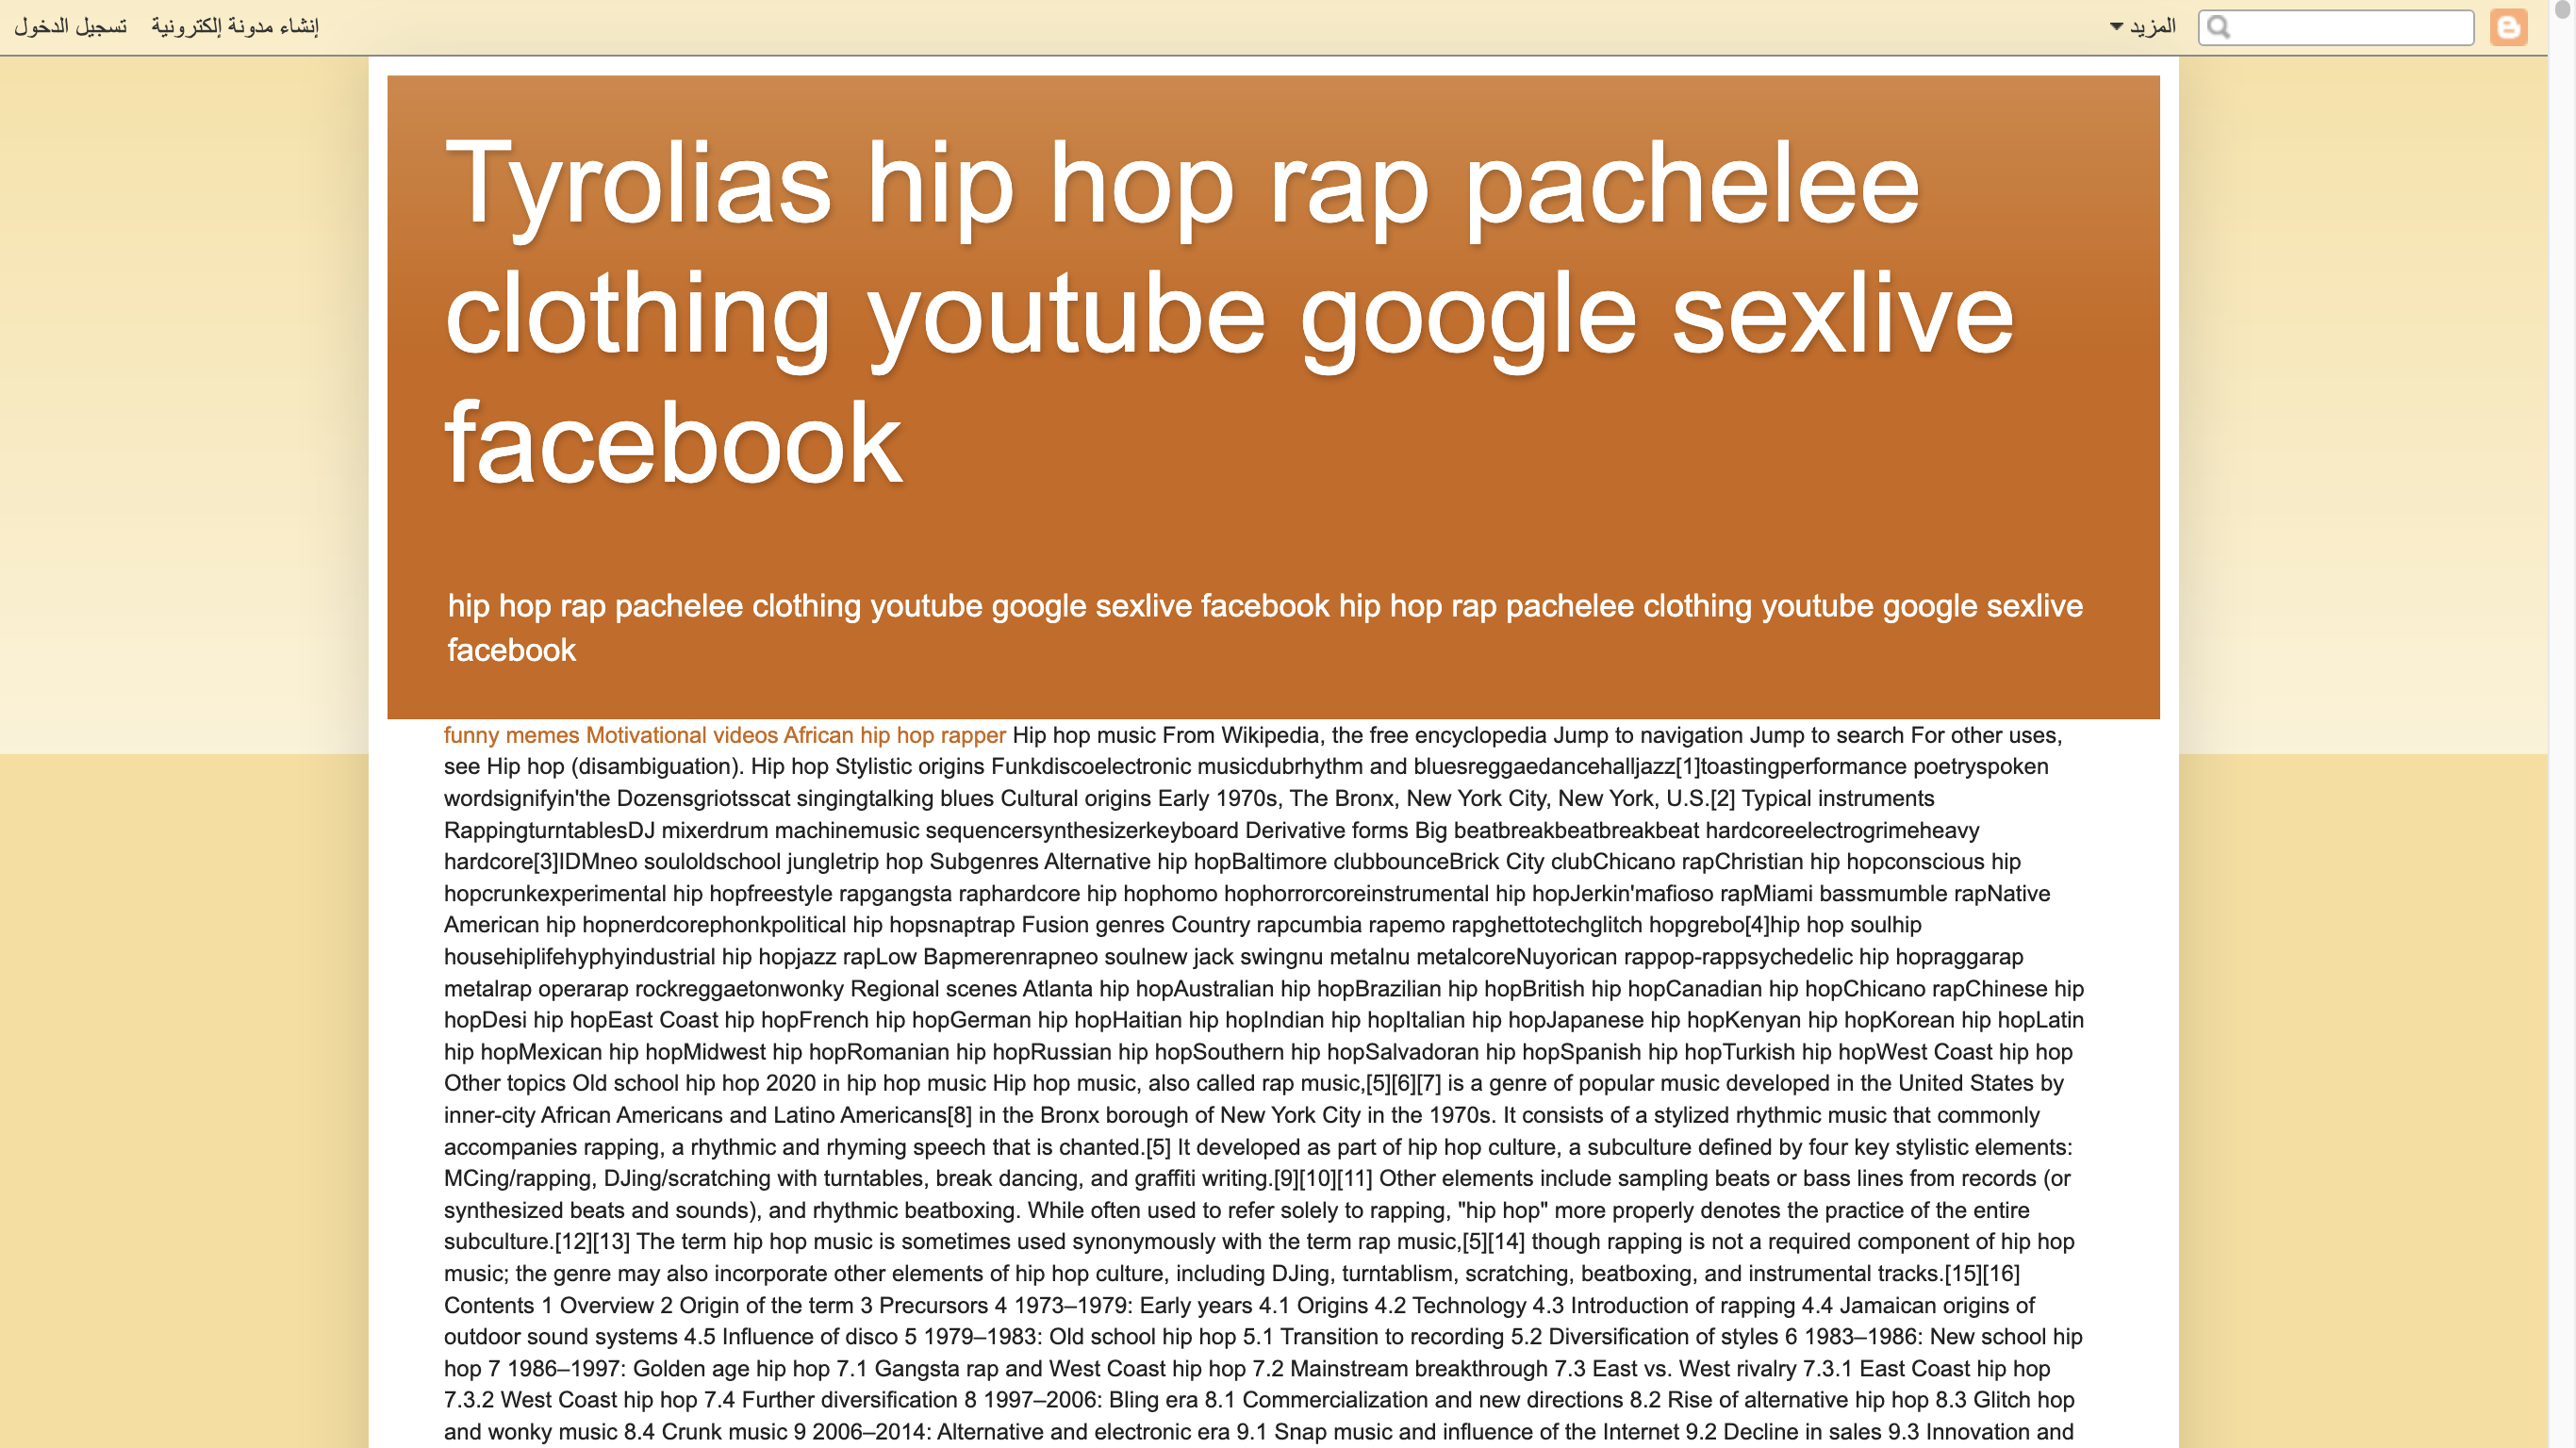 تسجيل الدخول إنشاء مدونة إلكترونية المزيد
Tyrolias hip hop rap pachelee
clothing youtube google sexlive
facebook
hip hop rap pachelee clothing youtube google sexlive facebook hip hop rap pachelee clothing youtube google sexlive
facebook
funny memes Motivational videos African hip hop rapper Hip hop music From Wikipedia, the free encyclopedia Jump to navigation Jump to search For other uses,
see Hip hop (disambiguation). Hip hop Stylistic origins Funkdiscoelectronic musicdubrhythm and bluesreggaedancehalljazz[1]toastingperformance poetryspoken
wordsignifyin'the Dozensgriotsscat singingtalking blues Cultural origins Early 1970s, The Bronx, New York City, New York, U.S.[2] Typical instruments
RappingturntablesDJ mixerdrum machinemusic sequencersynthesizerkeyboard Derivative forms Big beatbreakbeatbreakbeat hardcoreelectrogrimeheavy
hardcore[3]IDMneo souloldschool jungletrip hop Subgenres Alternative hip hopBaltimore clubbounceBrick City clubChicano rapChristian hip hopconscious hip
hopcrunkexperimental hip hopfreestyle rapgangsta raphardcore hip hophomo hophorrorcoreinstrumental hip hopJerkin'mafioso rapMiami bassmumble rapNative
American hip hopnerdcorephonkpolitical hip hopsnaptrap Fusion genres Country rapcumbia rapemo rapghettotechglitch hopgrebo[4]hip hop soulhip
househiplifehyphyindustrial hip hopjazz rapLow Bapmerenrapneo soulnew jack swingnu metalnu metalcoreNuyorican rappop-rappsychedelic hip hopraggarap
metalrap operarap rockreggaetonwonky Regional scenes Atlanta hip hopAustralian hip hopBrazilian hip hopBritish hip hopCanadian hip hopChicano rapChinese hip
hopDesi hip hopEast Coast hip hopFrench hip hopGerman hip hopHaitian hip hopIndian hip hopItalian hip hopJapanese hip hopKenyan hip hopKorean hip hopLatin
hip hopMexican hip hopMidwest hip hopRomanian hip hopRussian hip hopSouthern hip hopSalvadoran hip hopSpanish hip hopTurkish hip hopWest Coast hip hop
Other topics Old school hip hop 2020 in hip hop music Hip hop music, also called rap music,[5][6][7] is a genre of popular music developed in the United States by
inner-city African Americans and Latino Americans[8] in the Bronx borough of New York City in the 1970s. It consists of a stylized rhythmic music that commonly
accompanies rapping, a rhythmic and rhyming speech that is chanted.[5] It developed as part of hip hop culture, a subculture defined by four key stylistic elements:
MCing/rapping, DJing/scratching with turntables, break dancing, and graffiti writing.[9][10][11] Other elements include sampling beats or bass lines from records (or
synthesized beats and sounds), and rhythmic beatboxing. While often used to refer solely to rapping, "hip hop" more properly denotes the practice of the entire
subculture.[12][13] The term hip hop music is sometimes used synonymously with the term rap music,[5][14] though rapping is not a required component of hip hop
music; the genre may also incorporate other elements of hip hop culture, including DJing, turntablism, scratching, beatboxing, and instrumental tracks.[15][16]
Contents 1 Overview 2 Origin of the term 3 Precursors 4 1973–1979: Early years 4.1 Origins 4.2 Technology 4.3 Introduction of rapping 4.4 Jamaican origins of
outdoor sound systems 4.5 Influence of disco 5 1979–1983: Old school hip hop 5.1 Transition to recording 5.2 Diversification of styles 6 1983–1986: New school hip
hop 7 1986–1997: Golden age hip hop 7.1 Gangsta rap and West Coast hip hop 7.2 Mainstream breakthrough 7.3 East vs. West rivalry 7.3.1 East Coast hip hop
7.3.2 West Coast hip hop 7.4 Further diversification 8 1997–2006: Bling era 8.1 Commercialization and new directions 8.2 Rise of alternative hip hop 8.3 Glitch hop
and wonky music 8.4 Crunk music 9 2006–2014: Alternative and electronic era 9.1 Snap music and influence of the Internet 9.2 Decline in sales 9.3 Innovation and